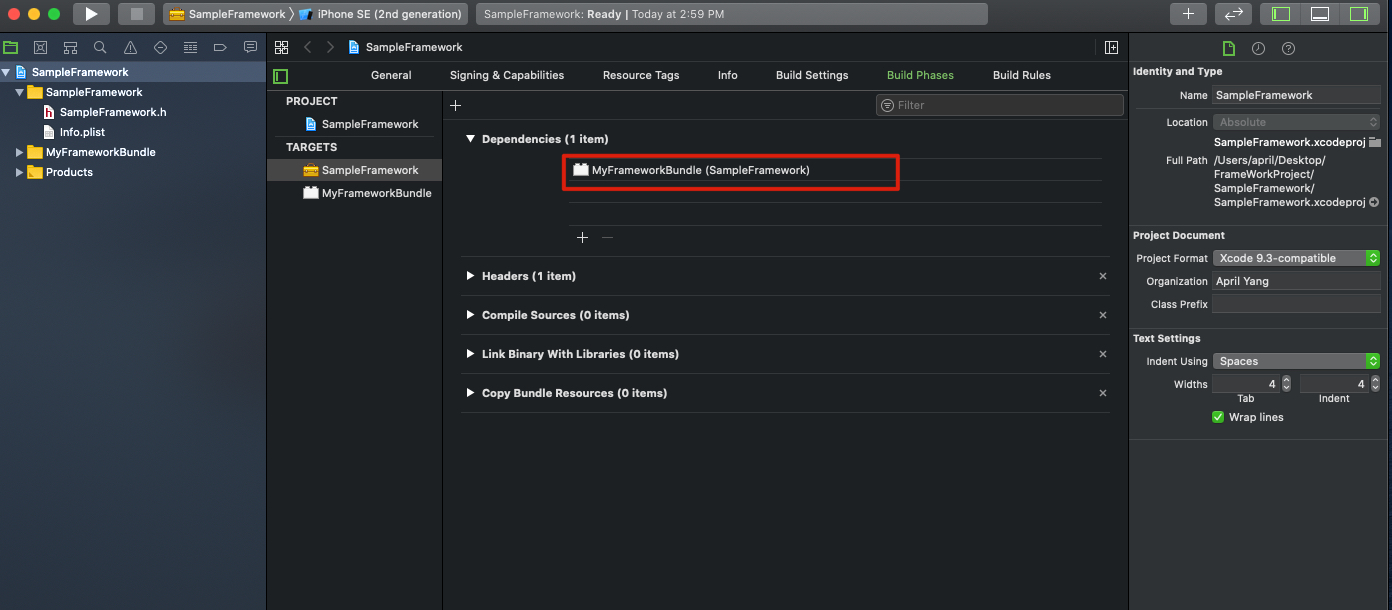 SampleFramework
iPhone SE (2nd generation)
SampleFramework: Ready | Today at 2:59 PM
SampleFramework
SampleFramework
SampleFramework.h
Info.plist
MyFrameworkBundle
Products
SampleFramework
General
Signing & Capabilities
Resource Tags
Info
Build Settings
Build Phases
Build Rules
PROJECT
SampleFramework
TARGETS
SampleFramework
MyFrameworkBundle
Filter
Dependencies (1 item)
MyFrameworkBundle (SampleFramework)
Headers (1 item)
Compile Sources (0 items)
Link Binary With Libraries (0 items)
Copy Bundle Resources (0 items)
Identity and Type
Name SampleFramework
Location Absolute
SampleFramework.xcodeproj
Full Path /Users/april/Desktop/
FrameWorkProject/
SampleFramework/
SampleFramework.xcodeproj
Project Document
Project Format Xcode 9.3-compatible
Organization April Yang
Class Prefix
Text Settings
Indent Using Spaces
Widths 4 4
Tab Indent
Wrap lines